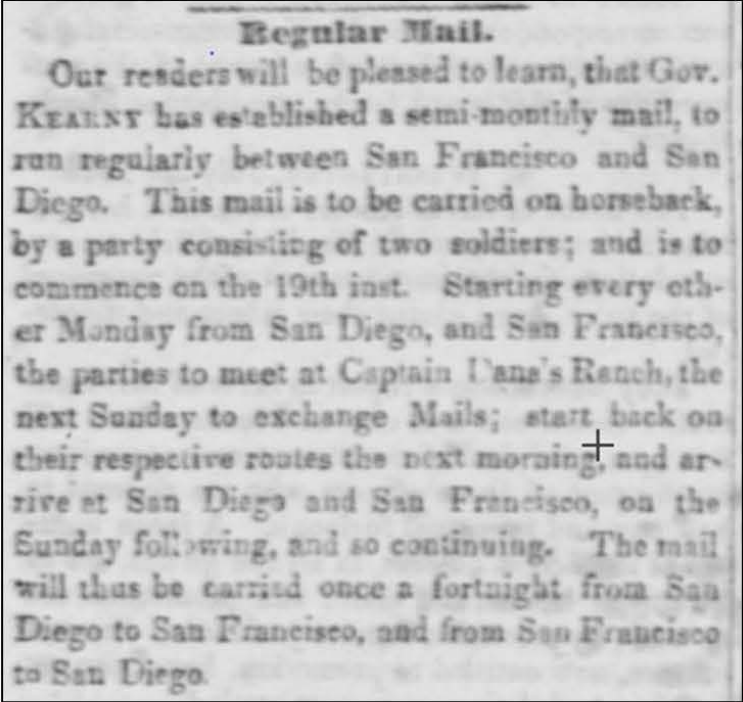 Regular Mail.
Our readers will be pleased to learn, that Gov.
KEARNY has established a semi-monthly mail, to
run regularly between San Francisco and San
Diego. This mail is to be carried on horseback,
by a party consisting of two soldiers; and is to
commence on the 19th inst. Starting every oth-
er Monday from San Diego, and San Francisco,
the parties to meet at Captain Dana's Ranch, the
next Sunday to exchange Mails; start back on
their respective routes the next morning, and ar-
rive at San Diego and San Francisco, on the
Sunday following, and so continuing. The mail
will thus be carried once a fortnight from San
Diego to San Francisco, and from San Francisco
to San Diego.